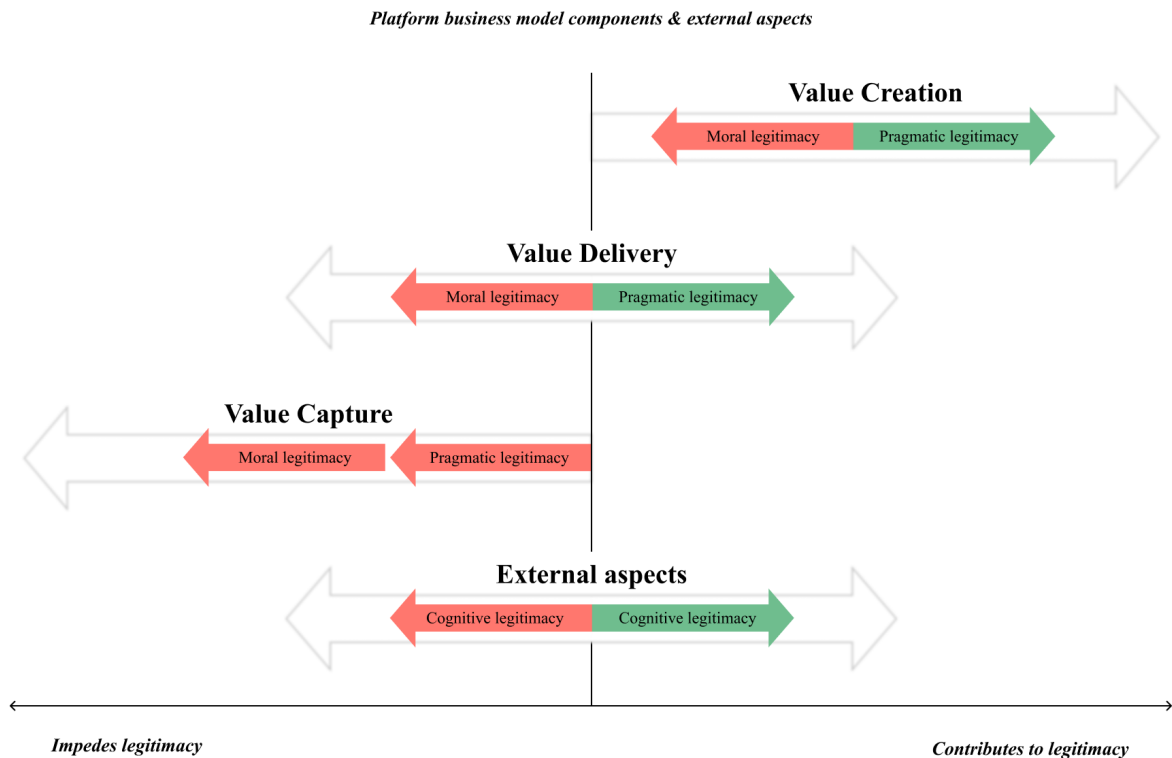 Platform business model components & external aspects
Value Creation
Moral legitimacy
Pragmatic legitimacy
Value Delivery
Moral legitimacy
Pragmatic legitimacy
Value Capture
Moral legitimacy
Pragmatic legitimacy
External aspects
Cognitive legitimacy
Cognitive legitimacy
Impedes legitimacy
Contributes to legitimacy